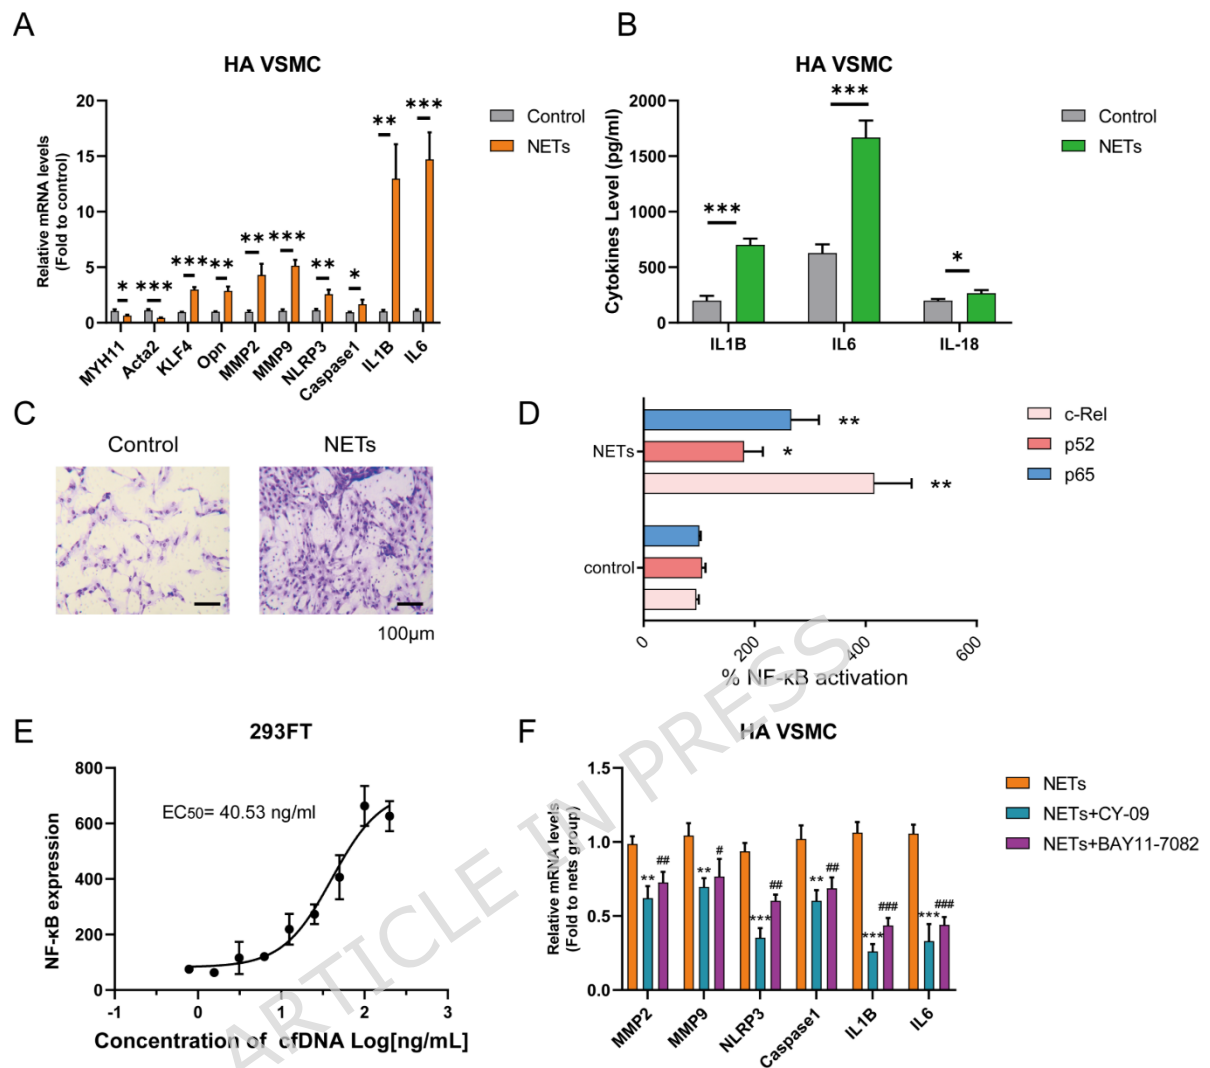 A
HA VSMC
Relative mRNA levels
(Fold to control)
20
15
10
5
0
* *** *** ** ** *** ** * ** ***
MYH11 Acta2 KLF4 Opn MMP2 MMP9 NLRP3 Caspase1 IL1B IL6
Control
NETs
B
HA VSMC
Cytokines Level (pg/ml)
2000
1500
1000
500
0
*** *** *
IL1B IL6 IL-18
Control
NETs
C
Control NETs
100μm
D
NETs
control
**
*
**
0 200 400 600
% NF-κB activation
c-Rel
p52
p65
E
293FT
NF-κB expression
800
600
400
200
0
EC50= 40.53 ng/ml
-1 0 1 2 3
Concentration of cfDNA Log[ng/mL]
F
HA VSMC
Relative mRNA levels
(Fold to nets group)
1.5
1.0
0.5
0.0
** ## ** # *** ## ** ## *** ### *** ###
MMP2 MMP9 NLRP3 Caspase1 IL1B IL6
NETs
NETs+CY-09
NETs+BAY11-7082
ARTICLE IN PRESS